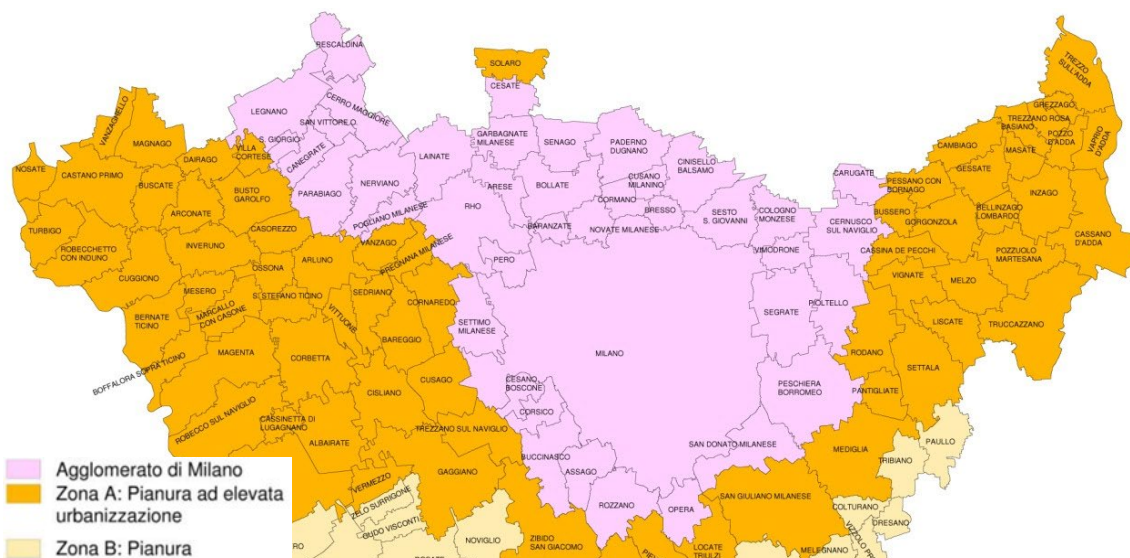 RESCALDINA
SOLARO
CESATE
TREZZO
SULL'ADDA
LEGNANO
CERRO MAGGIORE
SAN VITTORE O.
VANZAGHELLO
MAGNAGO
S. GIORGIO
CANEGRATE
VILLA
CORTESE
DAIRAGO
GARBAGNATE
MILANESE
SENAGO
PADERNO
DUGNANO
GREZZAGO
TREZZANO ROSA
BASIANO
POZZO
D'ADDA
VAPRIO
D'ADDA
CAMBIAGO
MASATE
GESSATE
NOSATE
CASTANO PRIMO
BUSCATE
BUSTO
GAROLFO
PARABIAGO
NERVIANO
LAINATE
ARESE
BOLLATE
CUSANO
MILANINO
CINISELLO
BALSAMO
CARUGATE
PESSANO CON
BORNAGO
INZAGO
RHO
CORMANO
BRESSO
SESTO
S. GIOVANNI
COLOGNO
MONZESE
BUSSERO
GORGONZOLA
BELLINZAGO
LOMBARDO
TURBIGO
ARCONATE
CASOREZZO
POGLIANO MILANESE
BARANZATE
NOVATE MILANESE
CERNUSCO
SUL NAVIGLIO
CASSANO
D'ADDA
ROBECCHETTO
CON INDUNO
INVERUNO
VANZAGO
PREGNANA MILANESE
VIMODRONE
CASSINA DE PECCHI
POZZUOLO
MARTESANA
CUGGIONO
OSSONA
ARLUNO
PERO
VIGNATE
MELZO
MESERO
S. STEFANO TICINO
SEDRIANO
CORNAREDO
PIOLTELLO
BERNATE
TICINO
MARCALLO
CON CASONE
VITTUONE
SETTIMO
MILANESE
SEGRATE
LISCATE
TRUCCAZZANO
BAREGGIO
MAGENTA
CORBETTA
MILANO
RODANO
BOFFALORA SOPRA TICINO
SETTALA
CUSAGO
CESANO
BOSCONE
PESCHIERA
BORROMEO
CISLIANO
PANTIGLIATE
CORSICO
ROBECCO SUL NAVIGLIO
CASSINETTA DI
LUGAGNANO
TREZZANO SUL NAVIGLIO
ALBAIRATE
SAN DONATO MILANESE
PAULLO
MEDIGLIA
BUCCINASCO
TRIBIANO
GAGGIANO
ASSAGO
VERMEZZO
ZELO SURRIGONE
SAN GIULIANO MILANESE
ROZZANO
OPERA
COLTURANO
DRESANO
GUDO VISCONTI
NOVIGLIO
ZIBIDO
SAN GIACOMO
LOCATE
TRIULZI
MELEGNANO
Agglomerato di Milano
Zona A: Pianura ad elevata
urbanizzazione
Zona B: Pianura